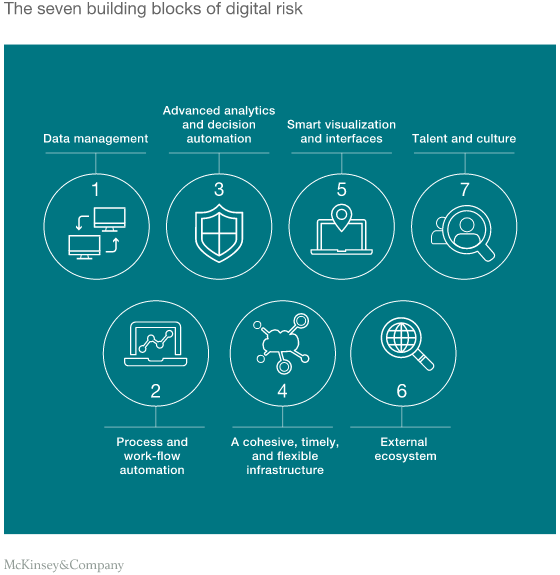 The seven building blocks of digital risk
Data management
1
Advanced analytics
and decision
automation
3
Smart visualization
and interfaces
5
Talent and culture
7
2
Process and
work-flow
automation
4
A cohesive, timely,
and flexible
infrastructure
6
External
ecosystem
McKinsey&Company